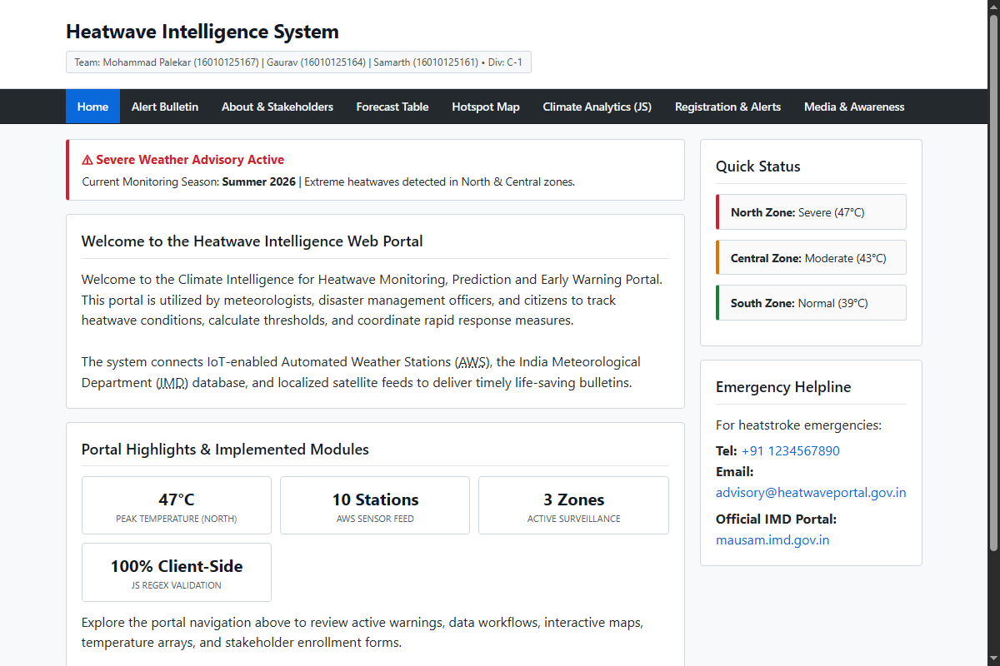 Heatwave Intelligence System
Team: Mohammad Palekar (16010125167) | Gaurav (16010125164) | Samarth (16010125161) • Div: C-1
Home
Alert Bulletin
About & Stakeholders
Forecast Table
Hotspot Map
Climate Analytics (JS)
Registration & Alerts
Media & Awareness
⚠ Severe Weather Advisory Active
Current Monitoring Season: Summer 2026 | Extreme heatwaves detected in North & Central zones.
Welcome to the Heatwave Intelligence Web Portal
Welcome to the Climate Intelligence for Heatwave Monitoring, Prediction and Early Warning Portal.
This portal is utilized by meteorologists, disaster management officers, and citizens to track
heatwave conditions, calculate thresholds, and coordinate rapid response measures.
The system connects IoT-enabled Automated Weather Stations (AWS), the India Meteorological
Department (IMD) database, and localized satellite feeds to deliver timely life-saving bulletins.
Portal Highlights & Implemented Modules
47°C
PEAK TEMPERATURE (NORTH)
10 Stations
AWS SENSOR FEED
3 Zones
ACTIVE SURVEILLANCE
100% Client-Side
JS REGEX VALIDATION
Explore the portal navigation above to review active warnings, data workflows, interactive maps,
temperature arrays, and stakeholder enrollment forms.
Quick Status
North Zone: Severe (47°C)
Central Zone: Moderate (43°C)
South Zone: Normal (39°C)
Emergency Helpline
For heatstroke emergencies:
Tel: +91 1234567890
Email:
advisory@heatwaveportal.gov.in
Official IMD Portal:
mausam.imd.gov.in